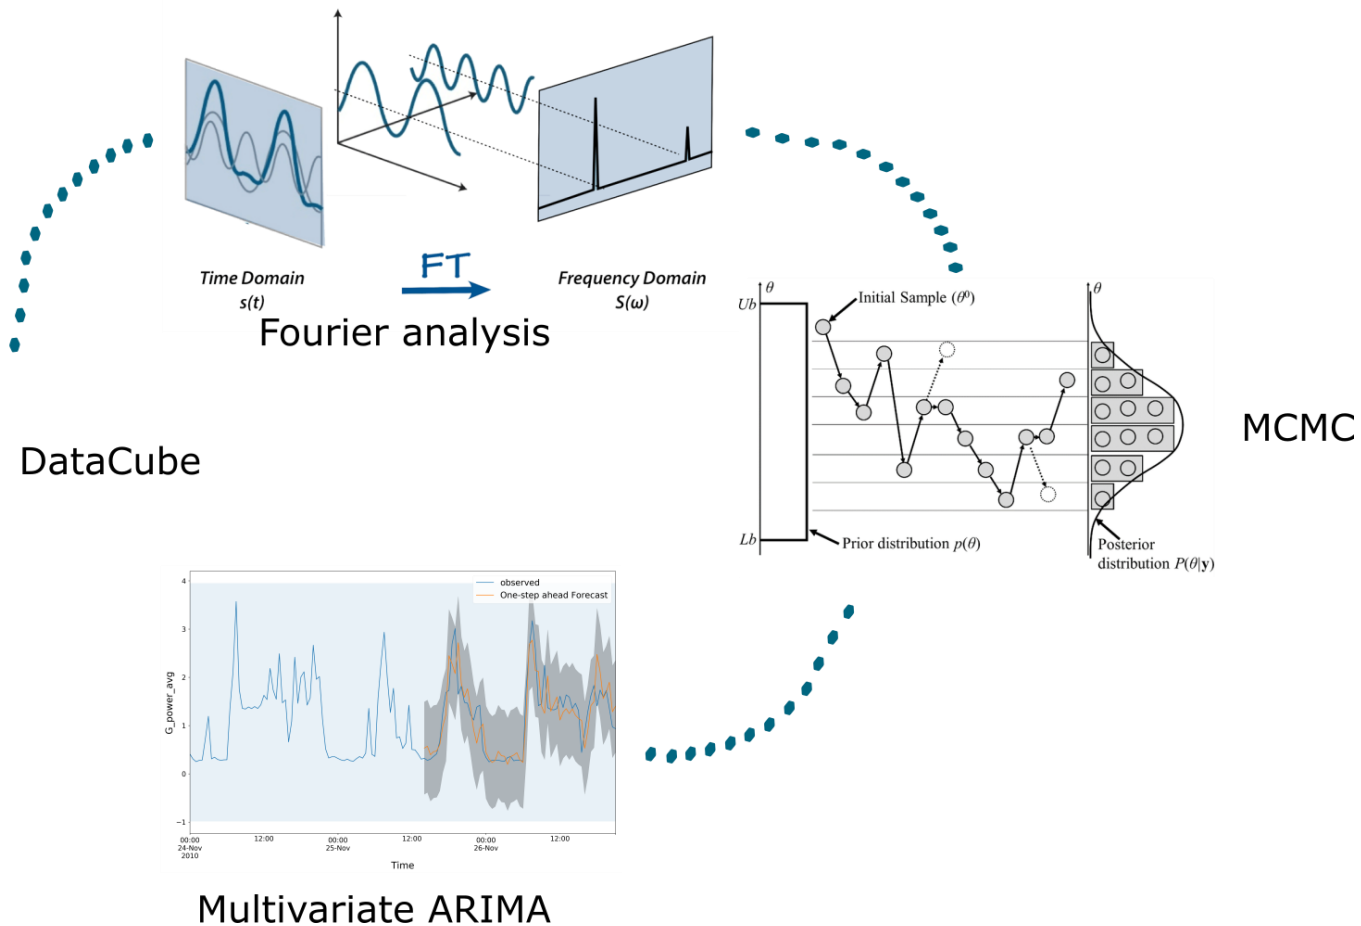 Time Domain
s(t)
FT
Frequency Domain
S(ω)
Fourier analysis
DataCube
θ
θ
Ub
Initial Sample (θ⁰)
Lb
Prior distribution p(θ)
Posterior
distribution P(θ|y)
MCMC
observed
One-step ahead Forecast
G_power_avg
4
3
2
1
0
−1
00:00
24-Nov
2010
12:00
00:00
25-Nov
12:00
00:00
26-Nov
12:00
Time
Multivariate ARIMA